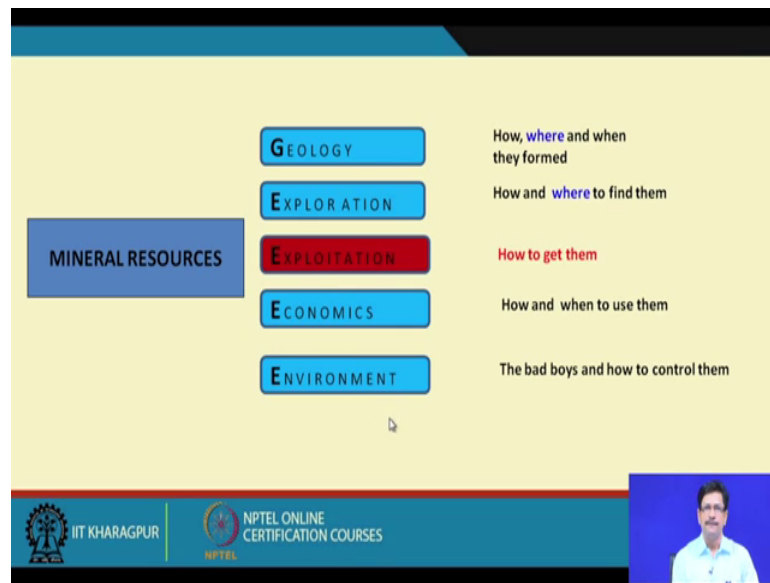 GEOLOGY
How, where and when
they formed
EXPLORATION
How and where to find them
MINERAL RESOURCES
EXPLOITATION
How to get them
ECONOMICS
How and when to use them
ENVIRONMENT
The bad boys and how to control them
IIT KHARAGPUR
NPTEL
NPTEL ONLINE
CERTIFICATION COURSES